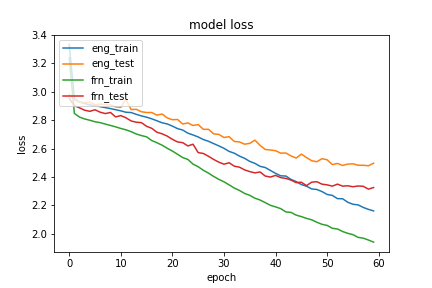 model loss
3.4
3.2
3.0
2.8
2.6
2.4
2.2
2.0
loss
eng_train
eng_test
frn_train
frn_test
0 10 20 30 40 50 60
epoch